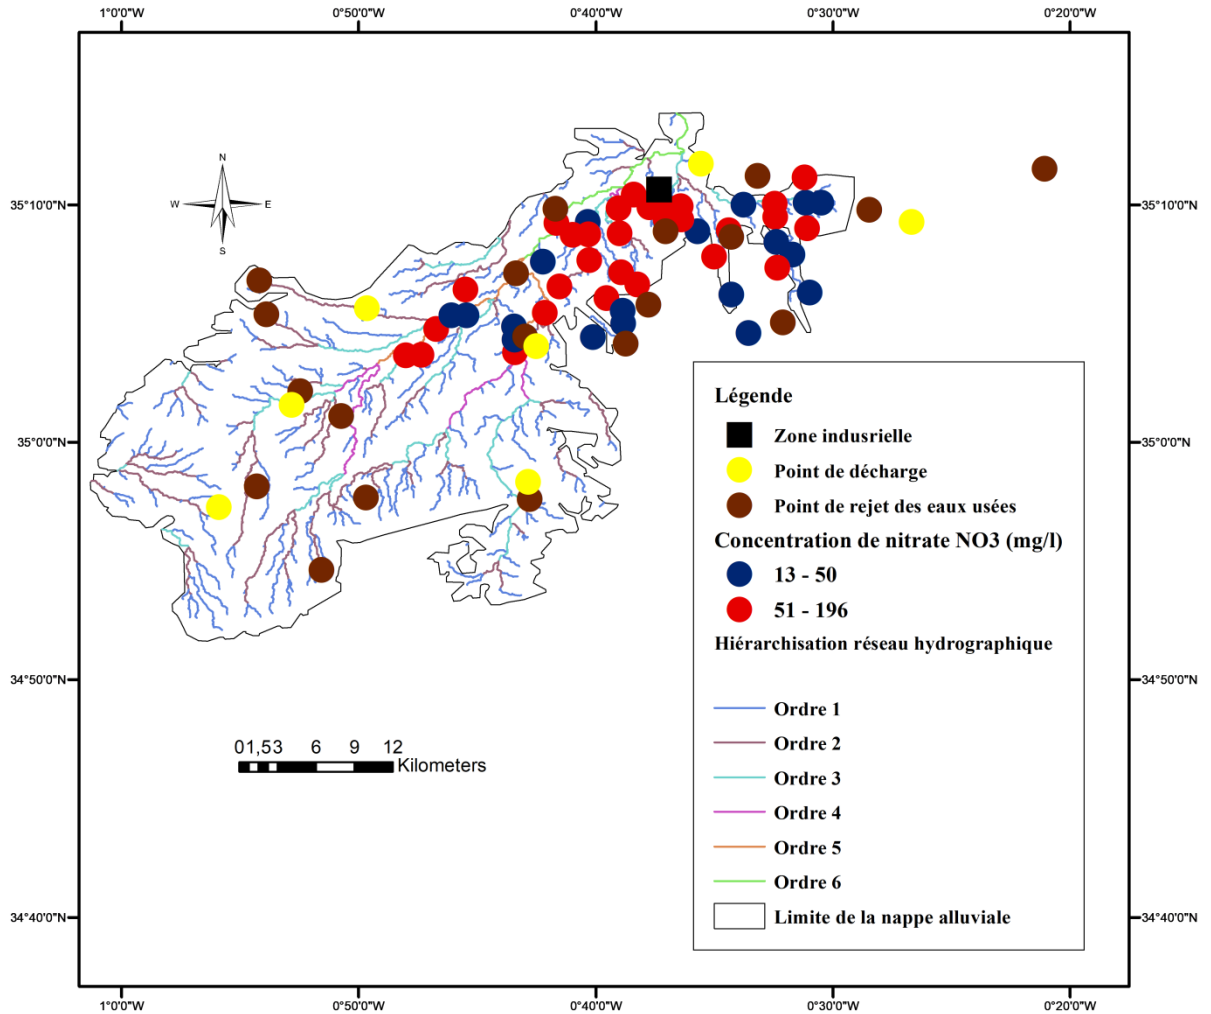 1°0'0"W 0°50'0"W 0°40'0"W 0°30'0"W 0°20'0"W
N
W E
S
35°10'0"N 35°10'0"N
35°0'0"N 35°0'0"N
34°50'0"N 34°50'0"N
34°40'0"N 34°40'0"N
Légende
Zone indusrielle
Point de décharge
Point de rejet des eaux usées
Concentration de nitrate NO3 (mg/l)
13 - 50
51 - 196
Hiérarchisation réseau hydrographique
Ordre 1
Ordre 2
Ordre 3
Ordre 4
Ordre 5
Ordre 6
Limite de la nappe alluviale
0 1,5 3 6 9 12
Kilometers
1°0'0"W 0°50'0"W 0°40'0"W 0°30'0"W 0°20'0"W